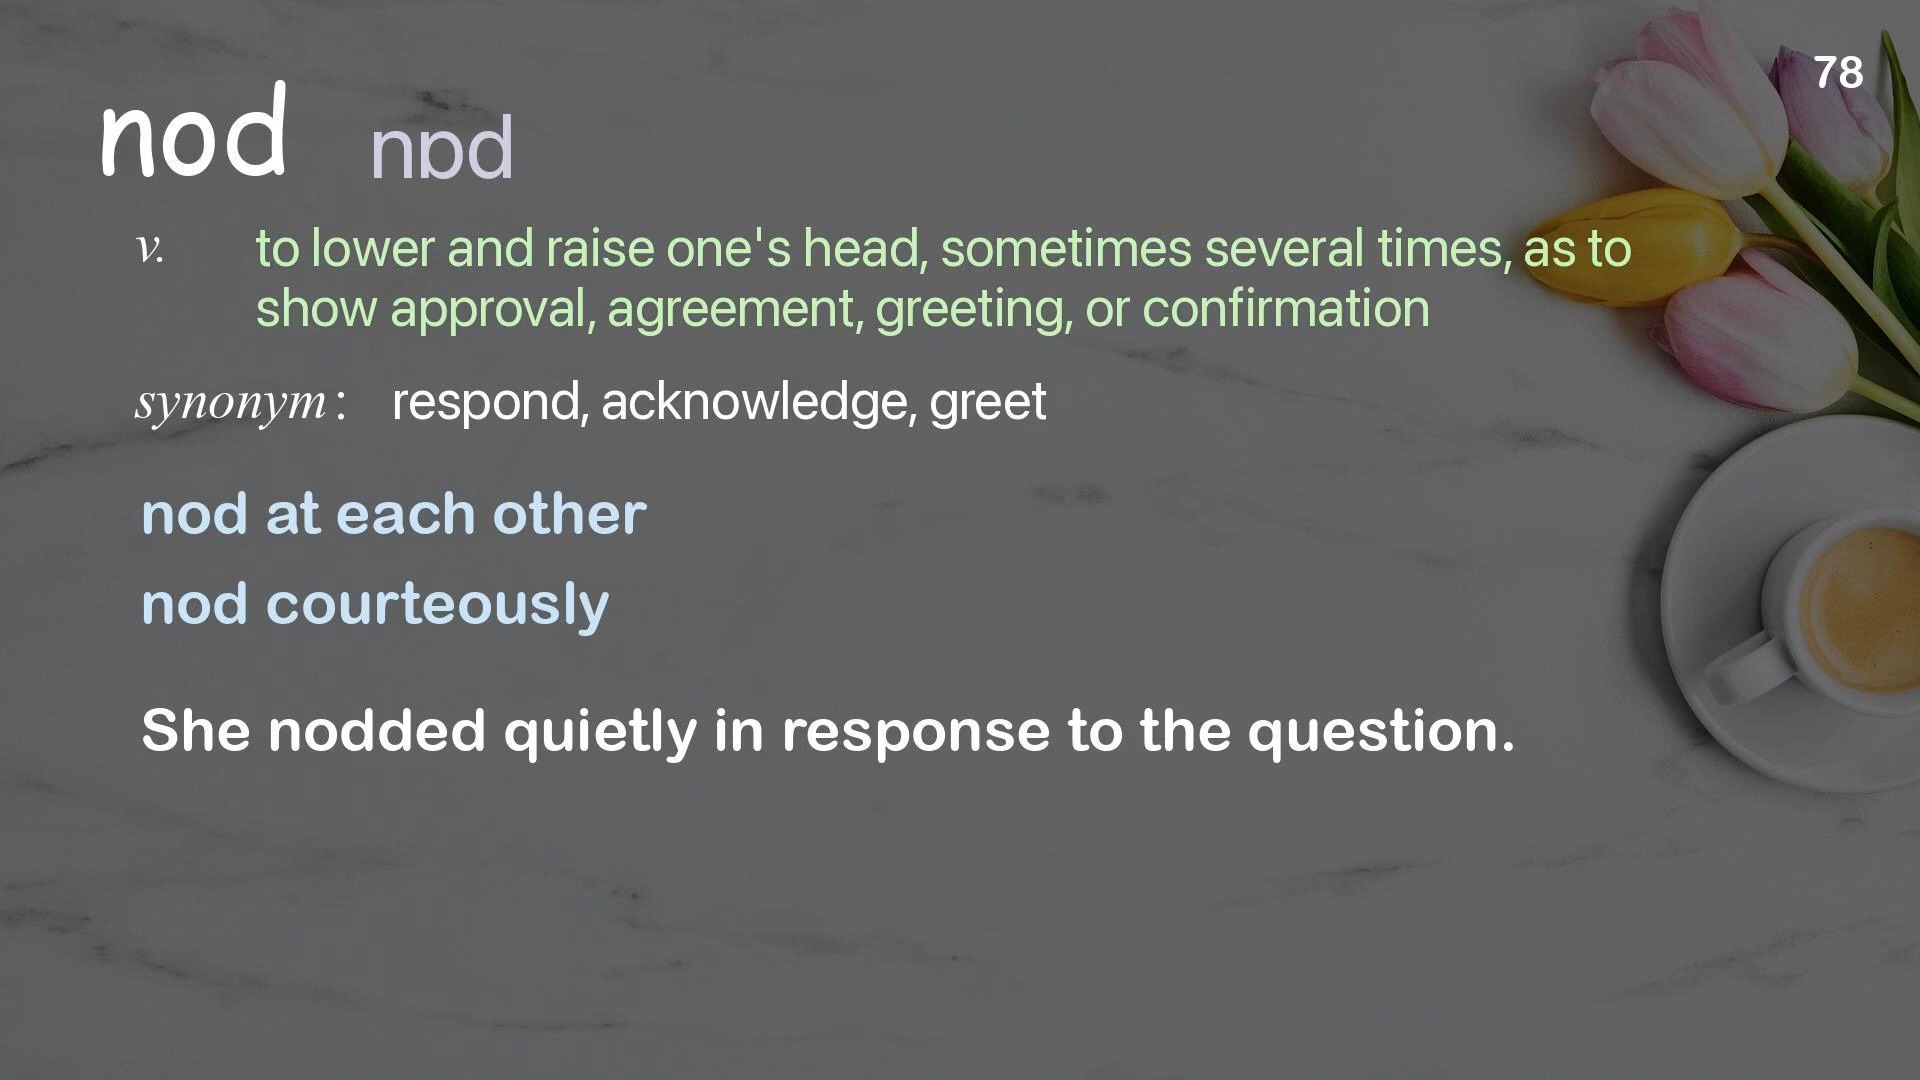 78
nod nɒd
v. to lower and raise one's head, sometimes several times, as to
show approval, agreement, greeting, or confirmation
synonym : respond, acknowledge, greet
nod at each other
nod courteously
She nodded quietly in response to the question.